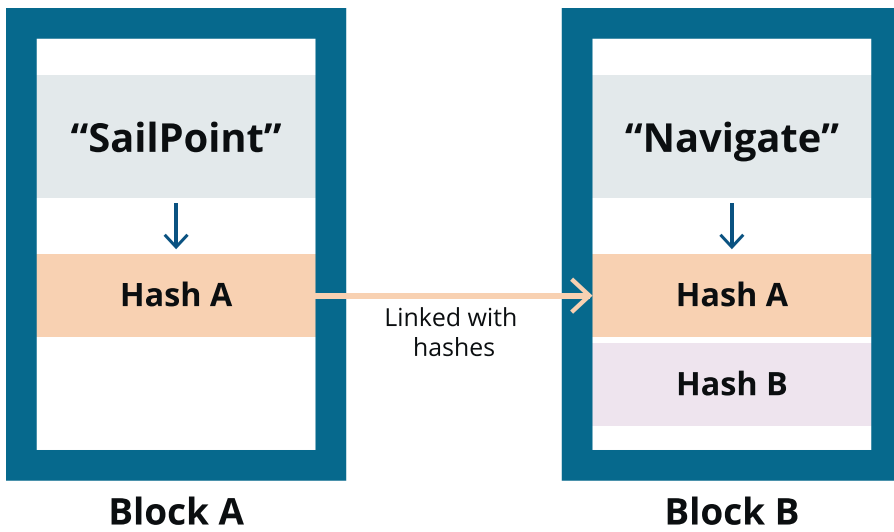 “SailPoint”
Hash A
Block A
Linked with
hashes
“Navigate”
Hash A
Hash B
Block B